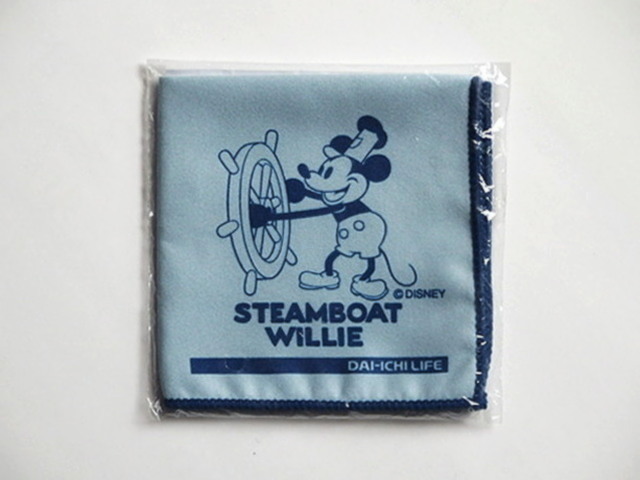 © DISNEY
STEAMBOAT
WiLLIE
DAI-ICHI LIFE